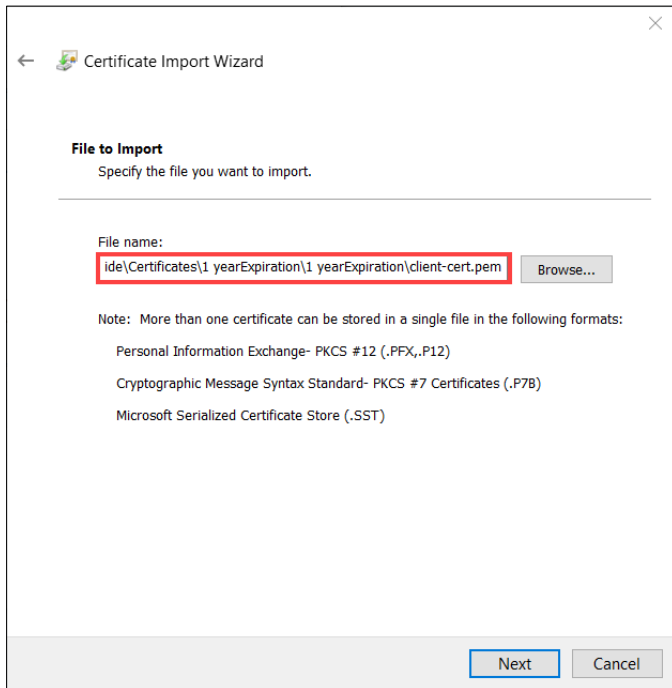 Certificate Import Wizard
File to Import
Specify the file you want to import.
File name:
ide\Certificates\1 yearExpiration\1 yearExpiration\client-cert.pem
Browse...
Note: More than one certificate can be stored in a single file in the following formats:
Personal Information Exchange- PKCS #12 (.PFX,.P12)
Cryptographic Message Syntax Standard- PKCS #7 Certificates (.P7B)
Microsoft Serialized Certificate Store (.SST)
Next
Cancel